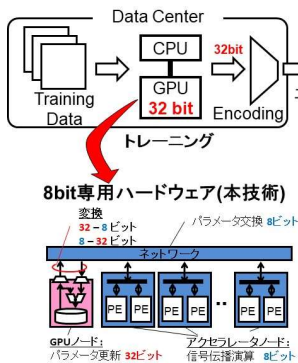 Data Center
CPU
GPU
32 bit
32bit
Training
Data
Encoding
トレーニング
8bit専用ハードウェア(本技術)
変換
32 – 8 ビット
8 – 32 ビット
パラメータ交換 8ビット
ネットワーク
PE PE PE PE ‥ PE PE
GPUノード:
パラメータ更新 32ビット
アクセラレータノード:
信号伝播演算 8ビット